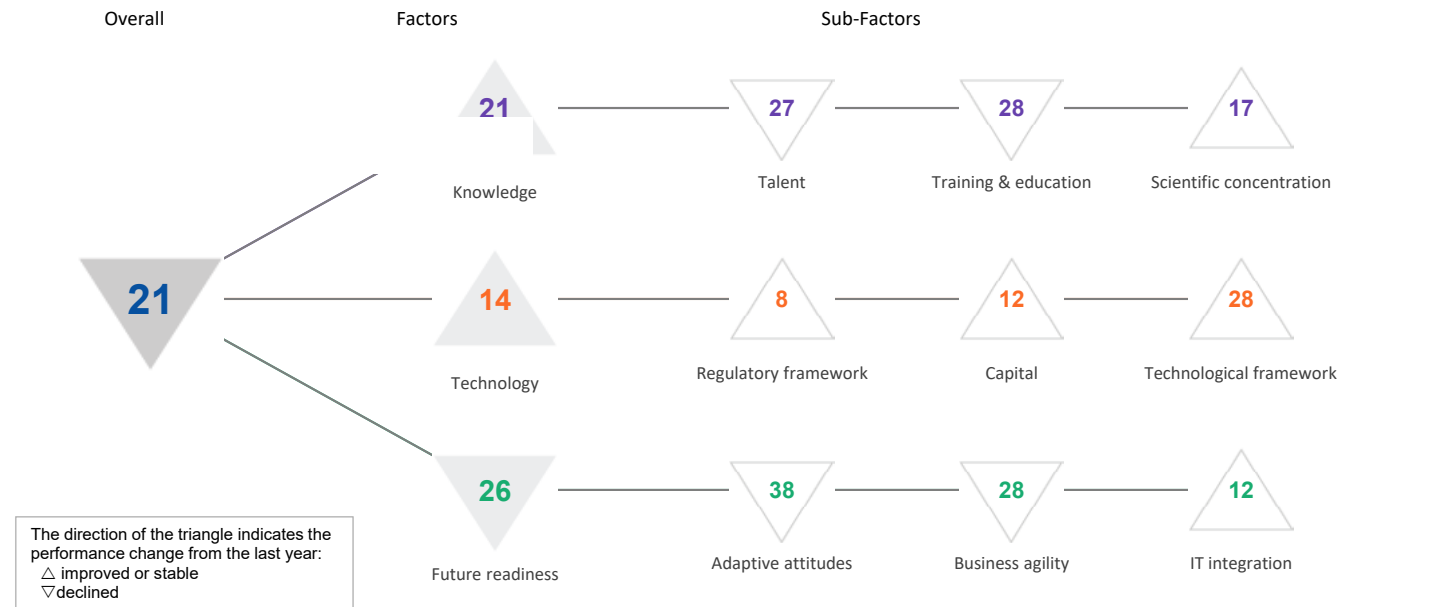 Overall
Factors
Sub-Factors
21
27
28
17
Knowledge
Talent
Training & education
Scientific concentration
21
14
8
12
28
Technology
Regulatory framework
Capital
Technological framework
26
38
28
12
Future readiness
Adaptive attitudes
Business agility
IT integration
The direction of the triangle indicates the
performance change from the last year:
△ improved or stable
▽declined